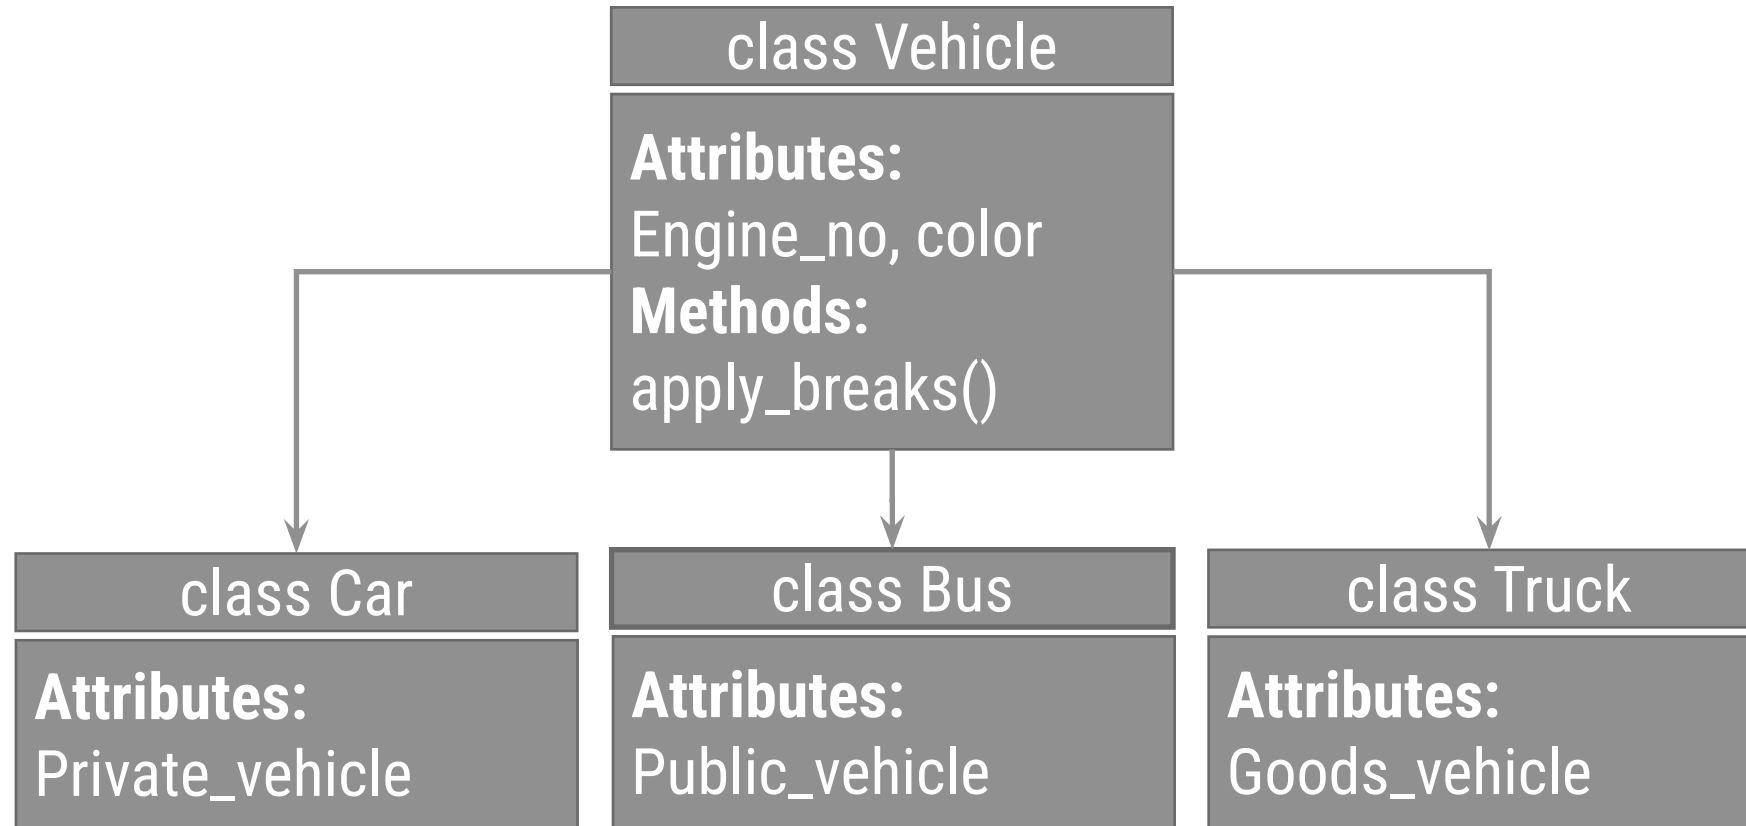 class Vehicle
Attributes:
Engine_no, color
Methods:
apply_breaks()
class Car
Attributes:
Private_vehicle
class Bus
Attributes:
Public_vehicle
class Truck
Attributes:
Goods_vehicle